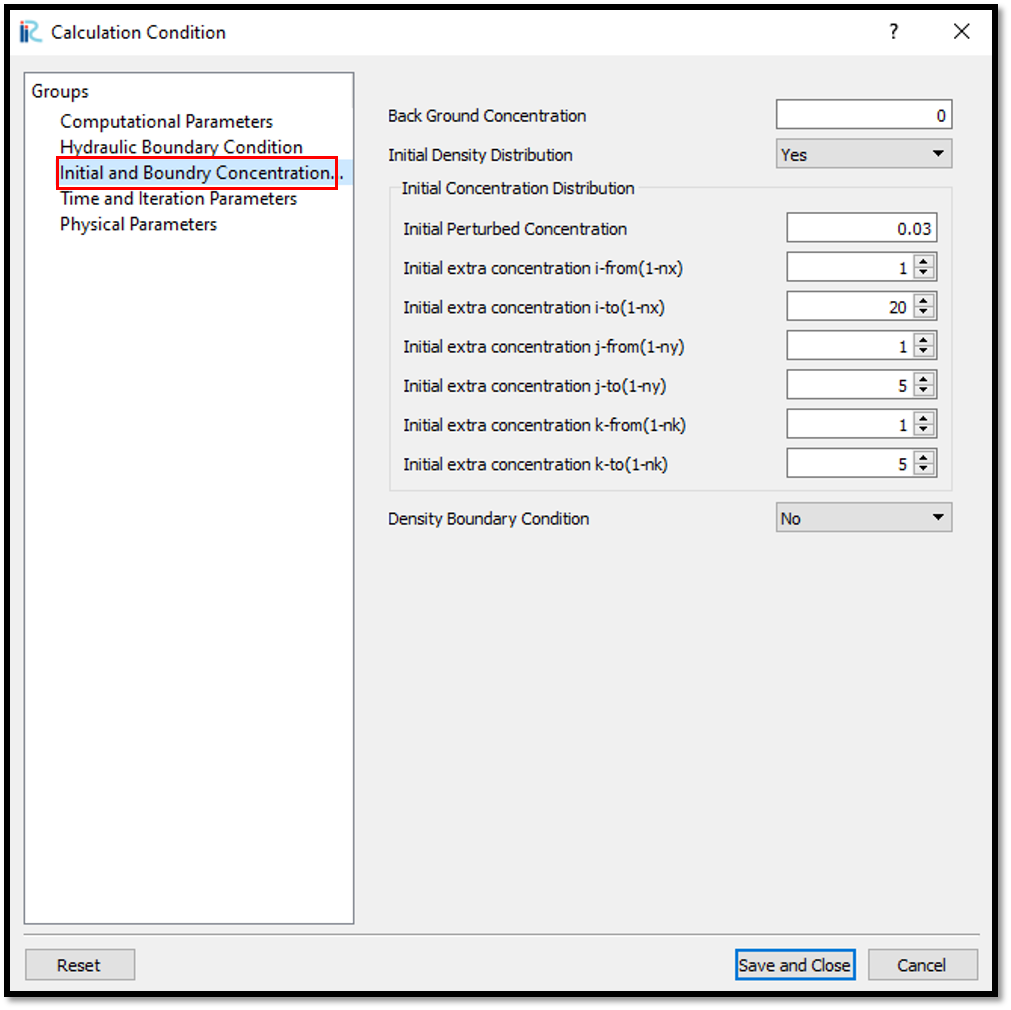 Calculation Condition
?
Groups
Computational Parameters
Hydraulic Boundary Condition
Initial and Boundry Concentration...
Time and Iteration Parameters
Physical Parameters
Back Ground Concentration 0
Initial Density Distribution Yes
Initial Concentration Distribution
Initial Perturbed Concentration 0.03
Initial extra concentration i-from(1-nx) 1
Initial extra concentration i-to(1-nx) 20
Initial extra concentration j-from(1-ny) 1
Initial extra concentration j-to(1-ny) 5
Initial extra concentration k-from(1-nk) 1
Initial extra concentration k-to(1-nk) 5
Density Boundary Condition No
Reset
Save and Close
Cancel